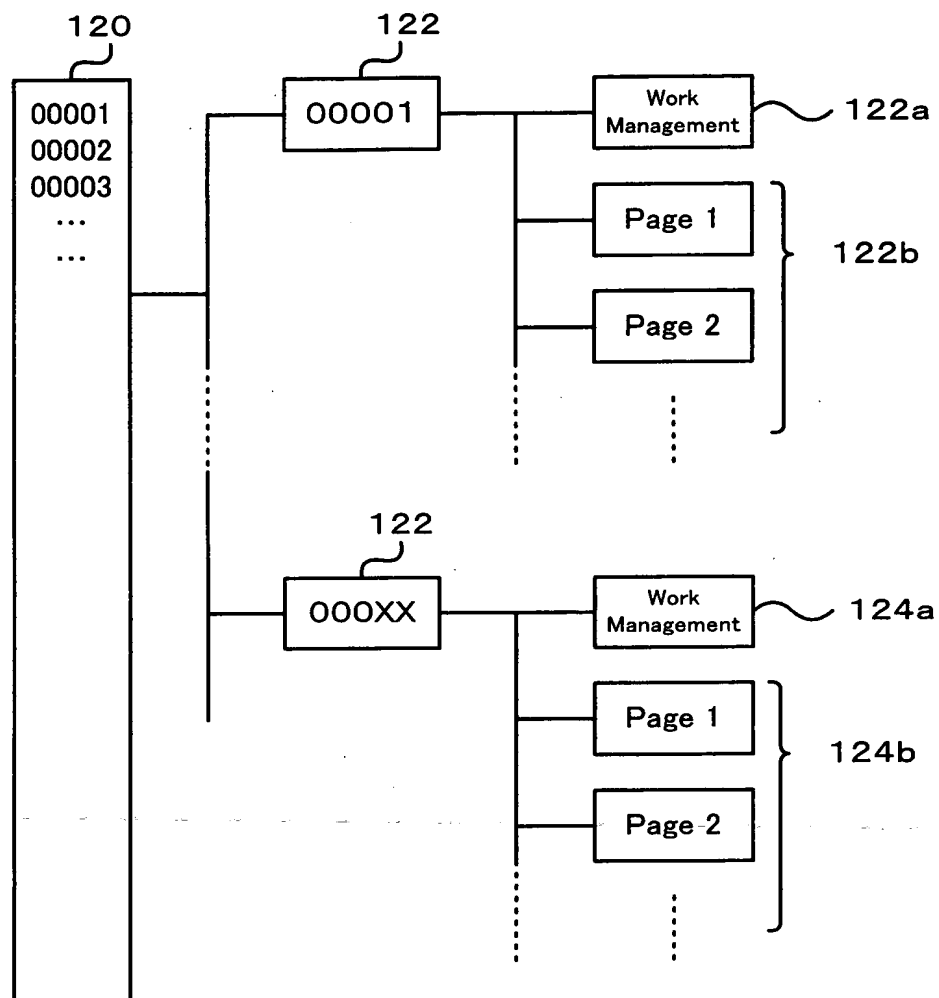 120
00001
00002
00003
...
...
122
00001
Work
Management
122a
Page 1
Page 2
122b
122
000XX
Work
Management
124a
Page 1
Page 2
124b